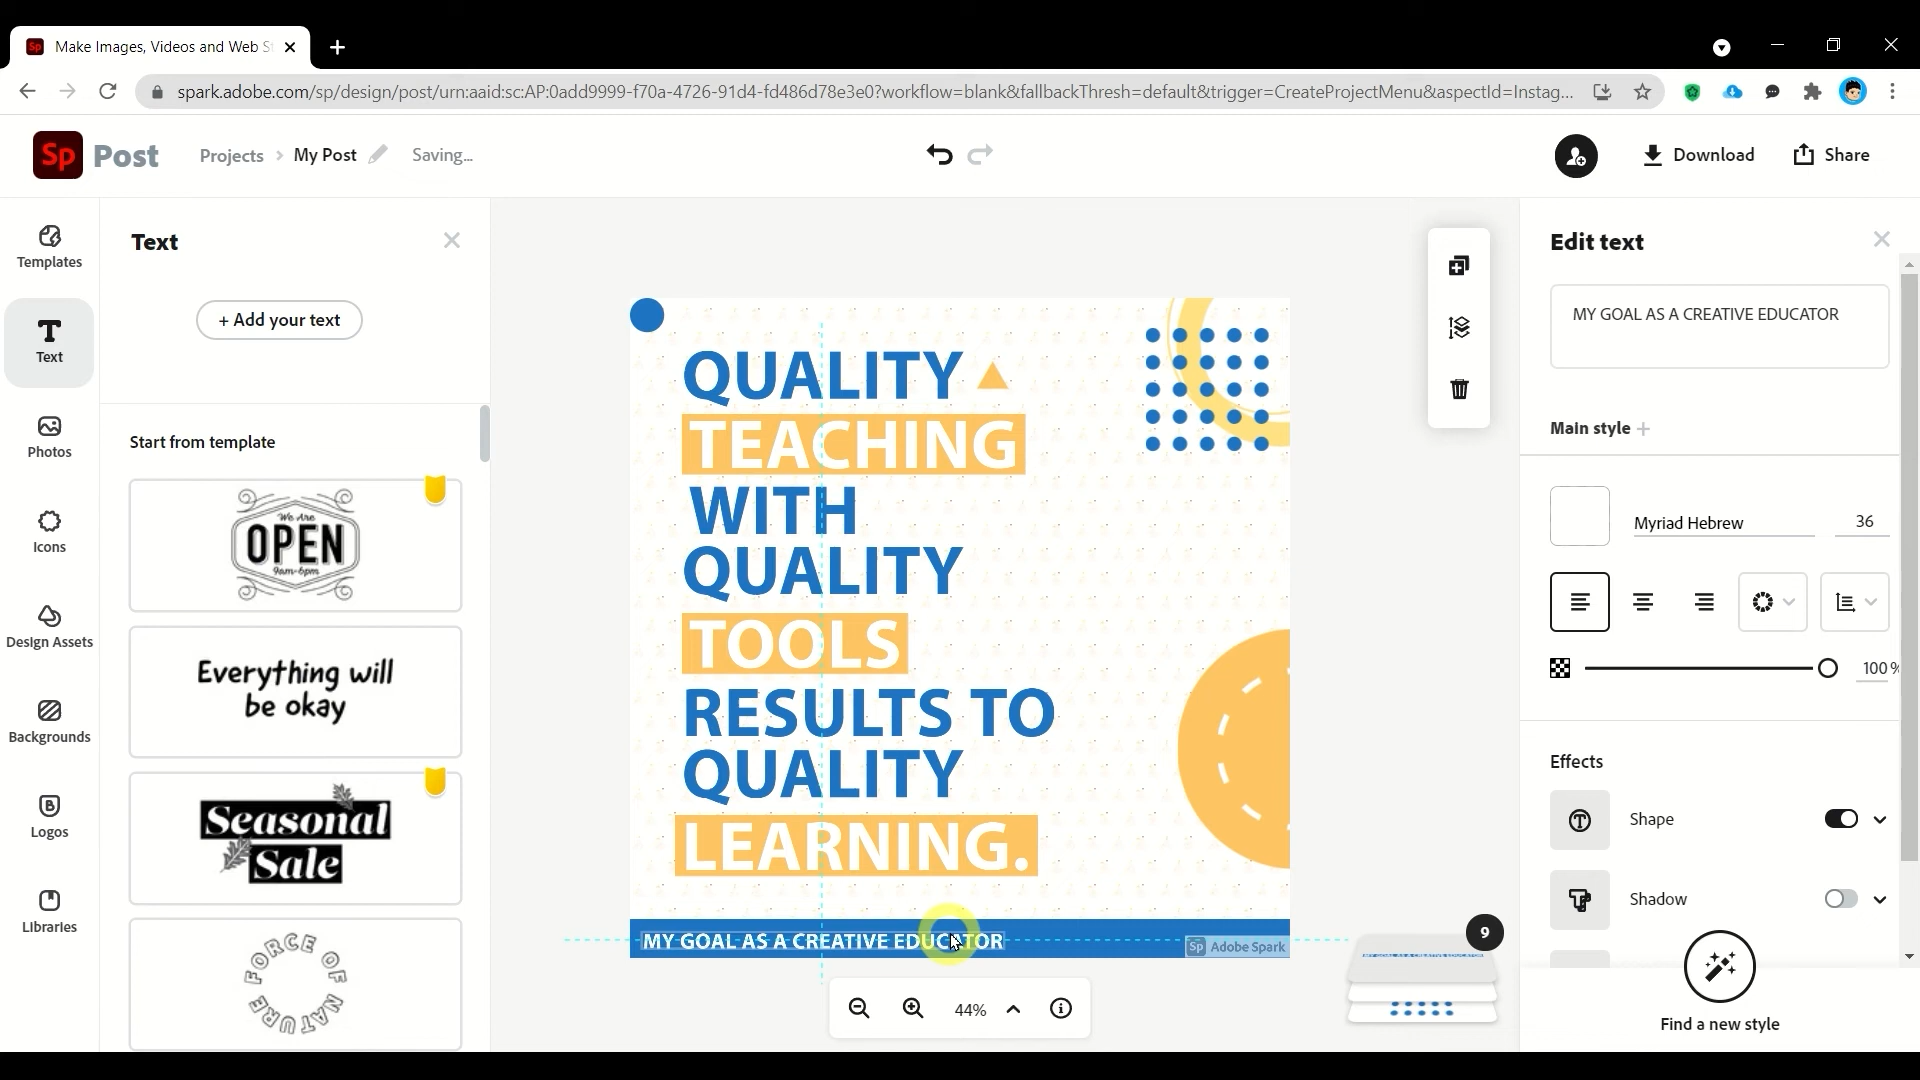 Make Images, Videos and Web S
spark.adobe.com/sp/design/post/urn:aaid:sc:AP:0add9999-f70a-4726-91d4-fd486d78e3e0?workflow=blank&fallbackThresh=default&trigger=CreateProjectMenu&aspectId=Instag...
Sp Post Projects > My Post Saving... Download Share
Templates
Text
Photos
Icons
Design Assets
Backgrounds
Logos
Libraries
Text
+ Add your text
Start from template
We Are
OPEN
9am-6pm
Everything will
be okay
Seasonal
Sale
FORCE OF NATURE
QUALITY
TEACHING
WITH
QUALITY
TOOLS
RESULTS TO
QUALITY
LEARNING.
MY GOAL AS A CREATIVE EDUCATOR
Sp Adobe Spark
44%
9
Edit text
MY GOAL AS A CREATIVE EDUCATOR
Main style +
Myriad Hebrew 36
100%
Effects
Shape
Shadow
Find a new style